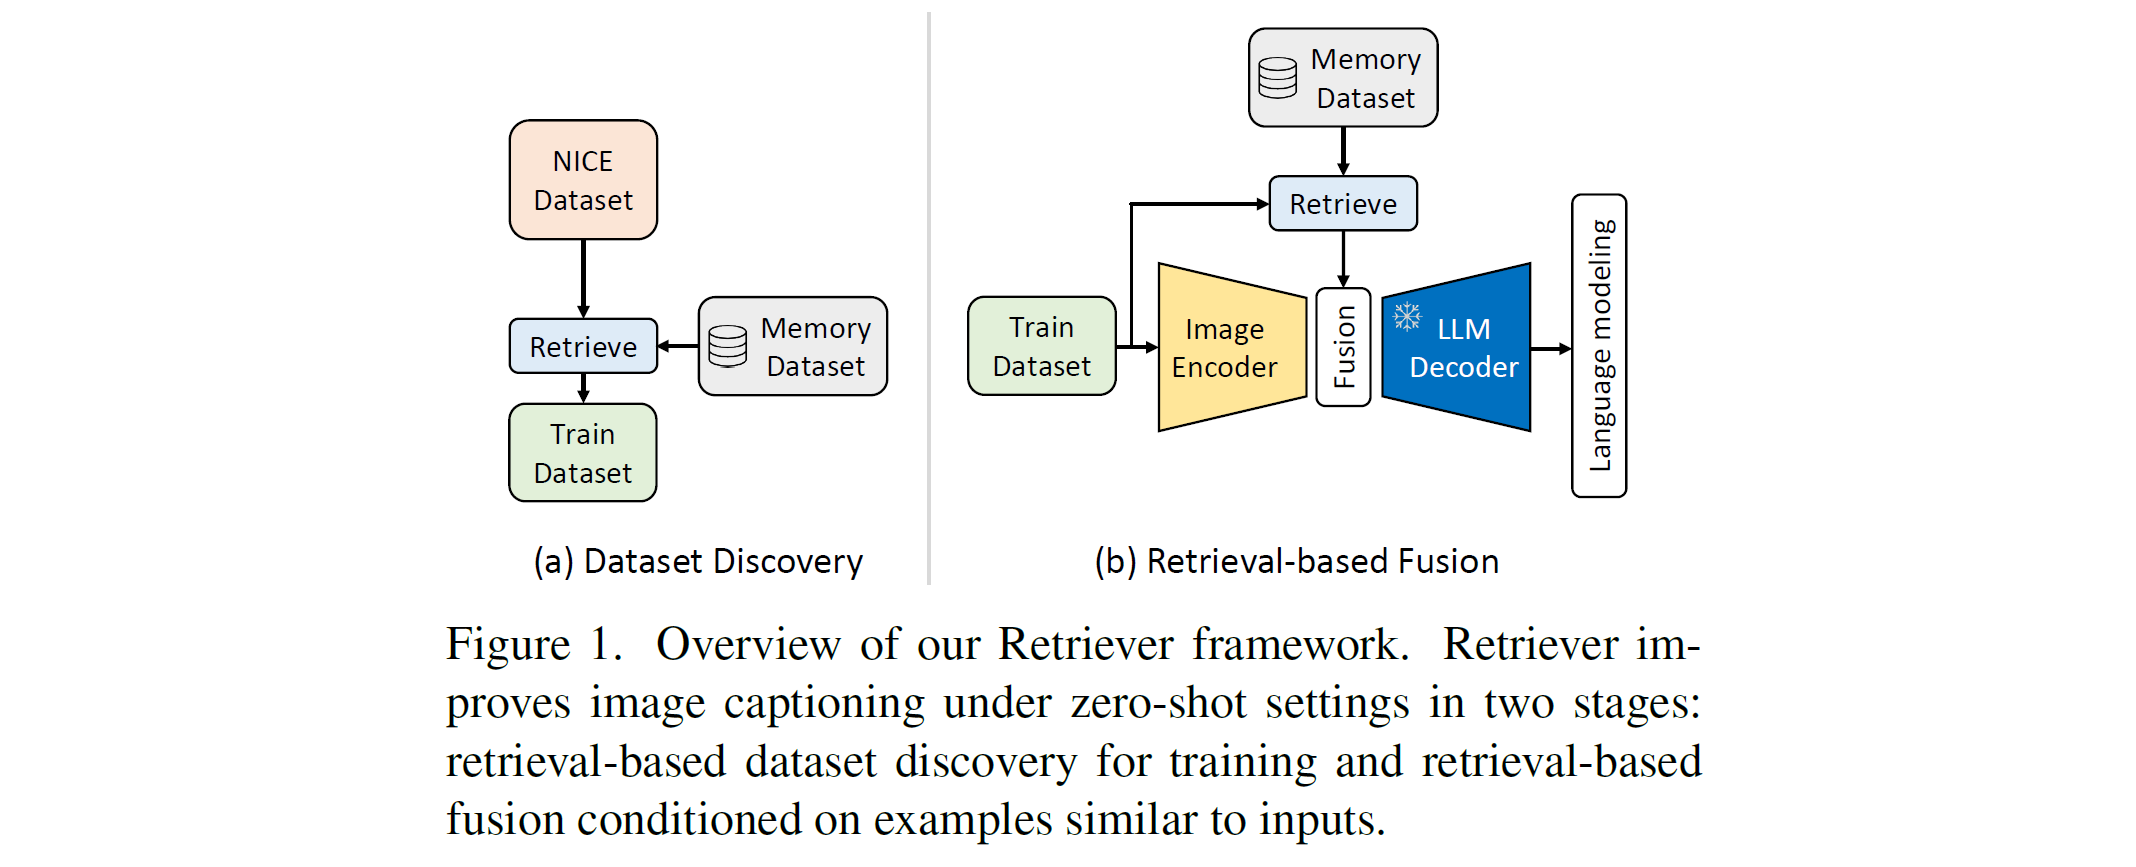 NICE
Dataset
Retrieve
Memory
Dataset
Train
Dataset
(a) Dataset Discovery
Memory
Dataset
Retrieve
Train
Dataset
Image
Encoder
Fusion
LLM
Decoder
Language modeling
(b) Retrieval-based Fusion
Figure 1. Overview of our Retriever framework. Retriever im-
proves image captioning under zero-shot settings in two stages:
retrieval-based dataset discovery for training and retrieval-based
fusion conditioned on examples similar to inputs.